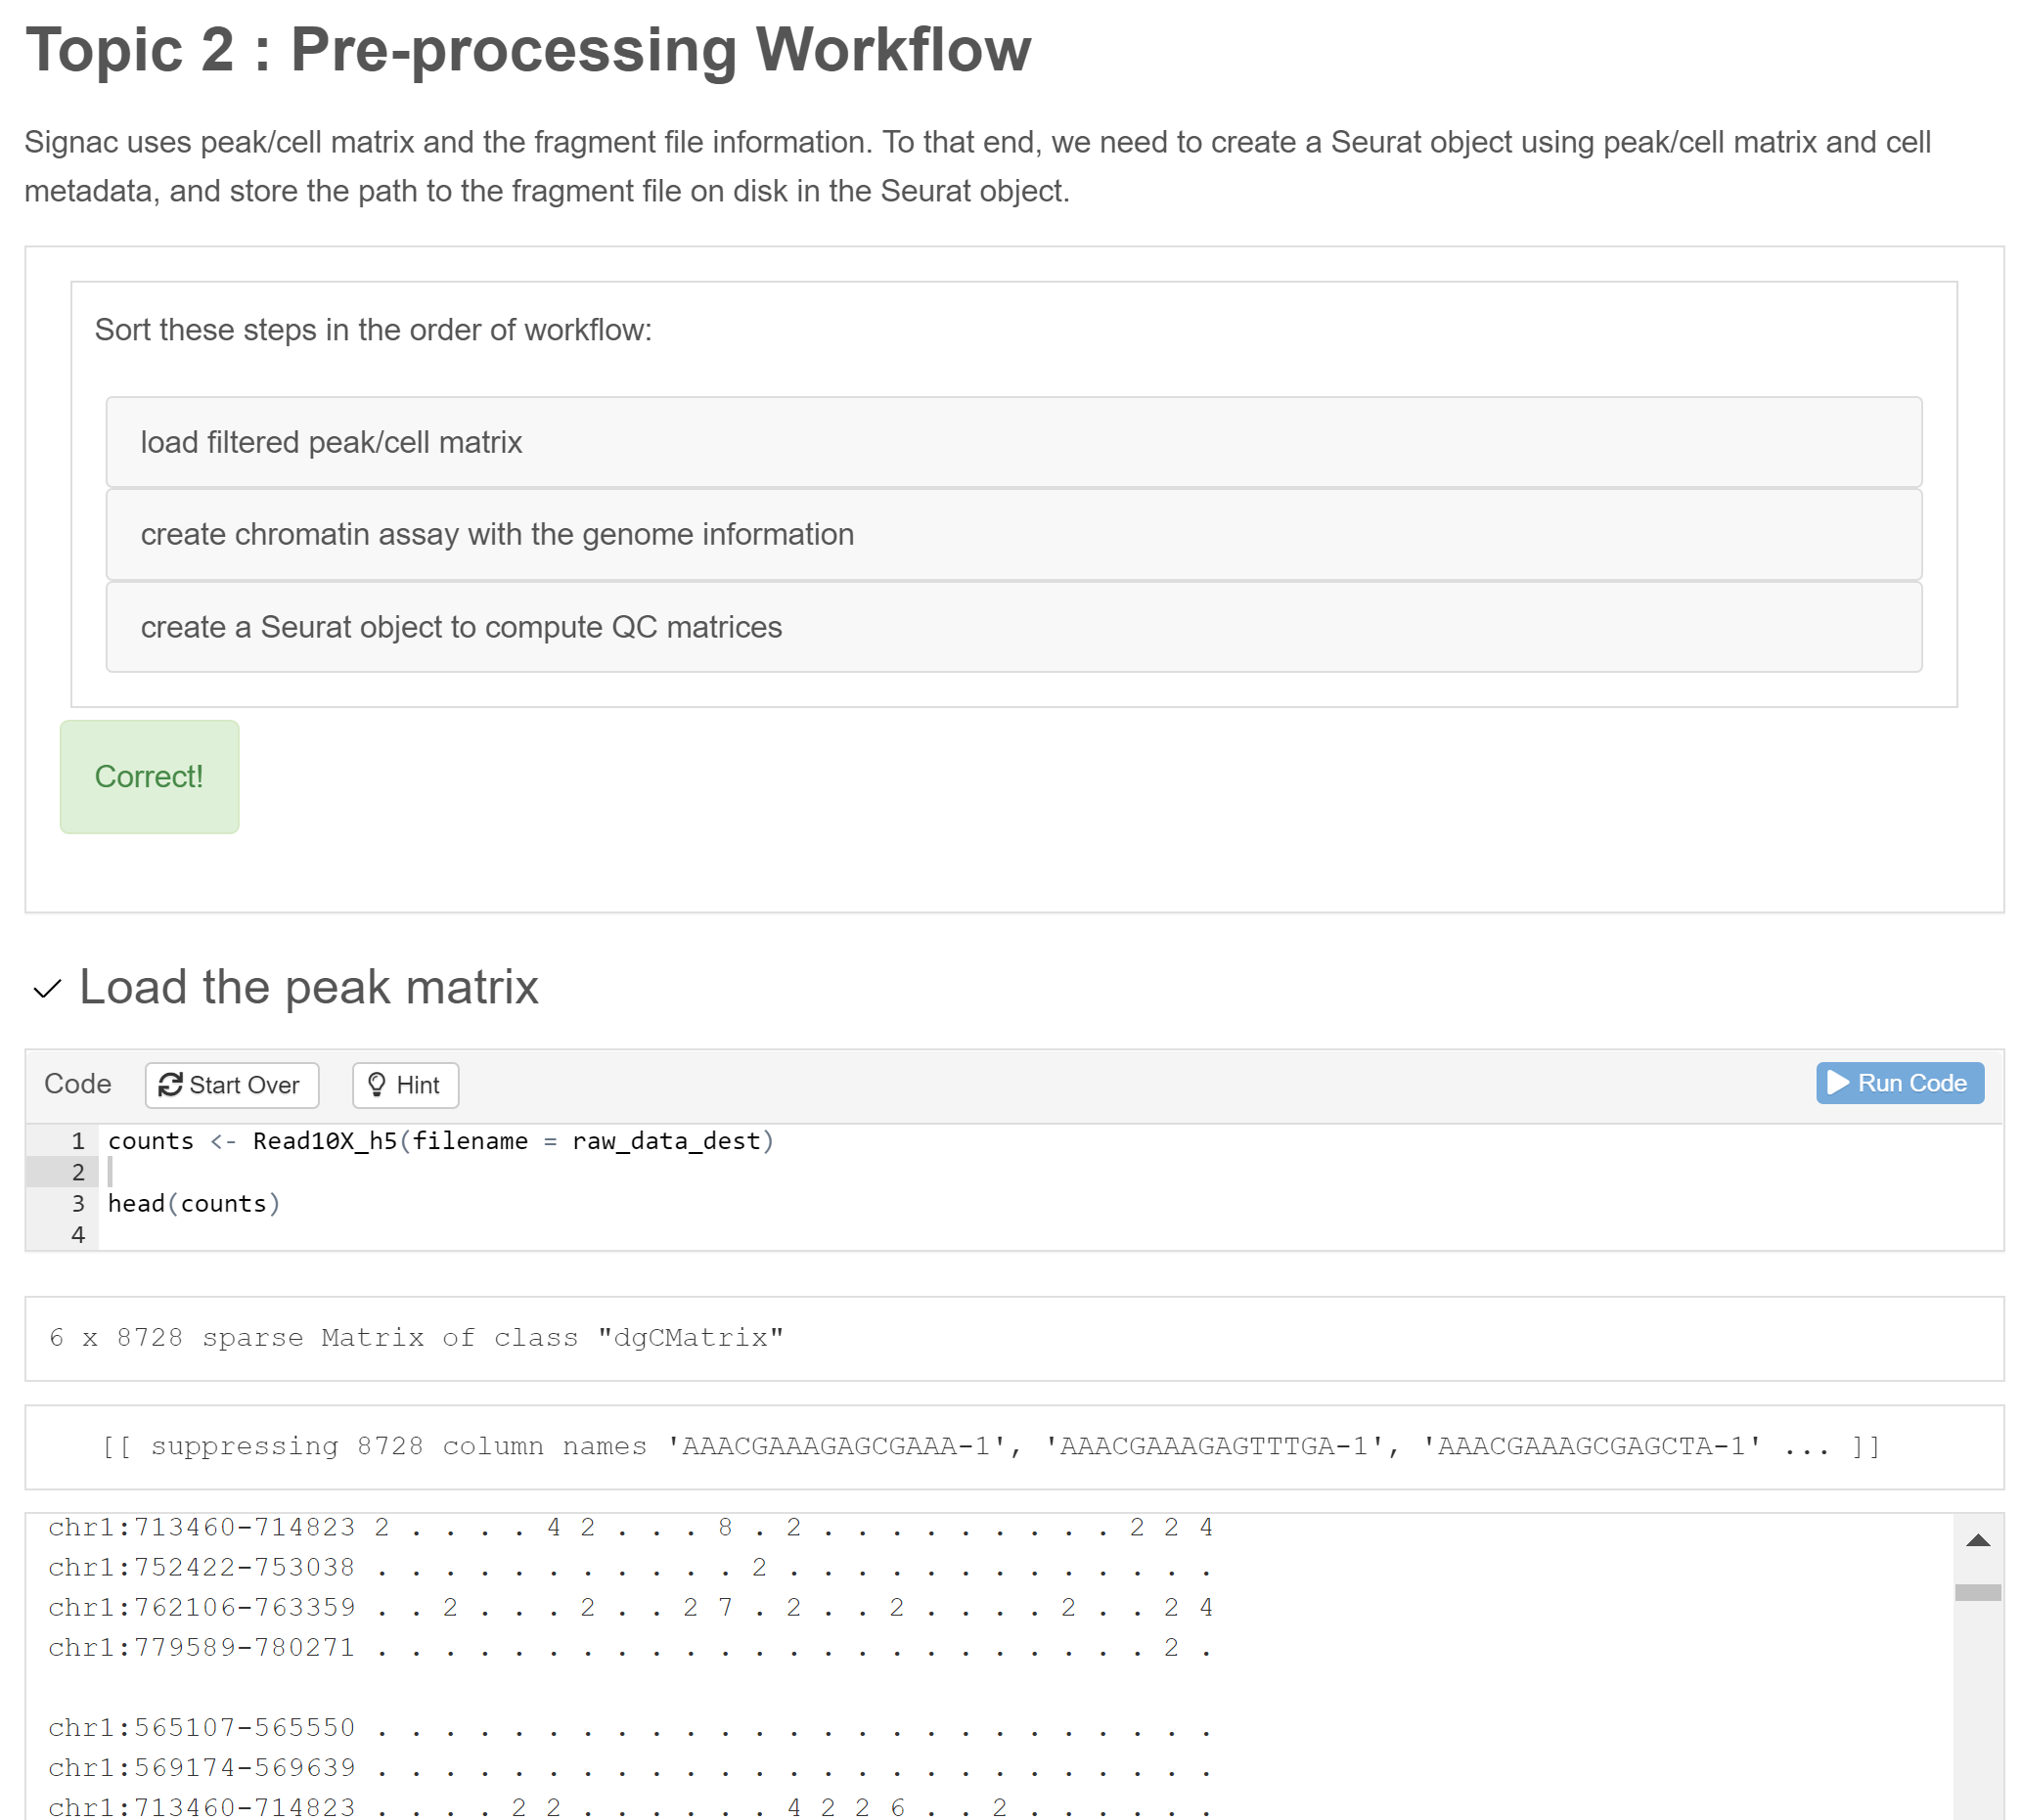 Topic 2 : Pre-processing Workflow
Signac uses peak/cell matrix and the fragment file information. To that end, we need to create a Seurat object using peak/cell matrix and cell
metadata, and store the path to the fragment file on disk in the Seurat object.
Sort these steps in the order of workflow:
load filtered peak/cell matrix
create chromatin assay with the genome information
create a Seurat object to compute QC matrices
Correct!
✓ Load the peak matrix
Code Start Over Hint Run Code
1 counts <- Read10X_h5(filename = raw_data_dest)
2
3 head(counts)
4
6 x 8728 sparse Matrix of class "dgCMatrix"
[[ suppressing 8728 column names 'AAACGAAAGAGCGAAA-1', 'AAACGAAAGAGTTTGA-1', 'AAACGAAAGCGAGCTA-1' ... ]]
chr1:713460-714823 2 . . . . 4 2 . . . 8 . 2 . . . . . . . . . 2 2 4
chr1:752422-753038 . . . . . . . . . . . 2 . . . . . . . . . . . . .
chr1:762106-763359 . . 2 . . . 2 . . 2 7 . 2 . . 2 . . . . 2 . . 2 4
chr1:779589-780271 . . . . . . . . . . . . . . . . . . . . . . . 2 .
chr1:565107-565550 . . . . . . . . . . . . . . . . . . . . . . . . .
chr1:569174-569639 . . . . . . . . . . . . . . . . . . . . . . . . .
chr1:713460-714823 . . . . 2 2 . . . . . . 4 2 2 6 . . 2 . . . . . .